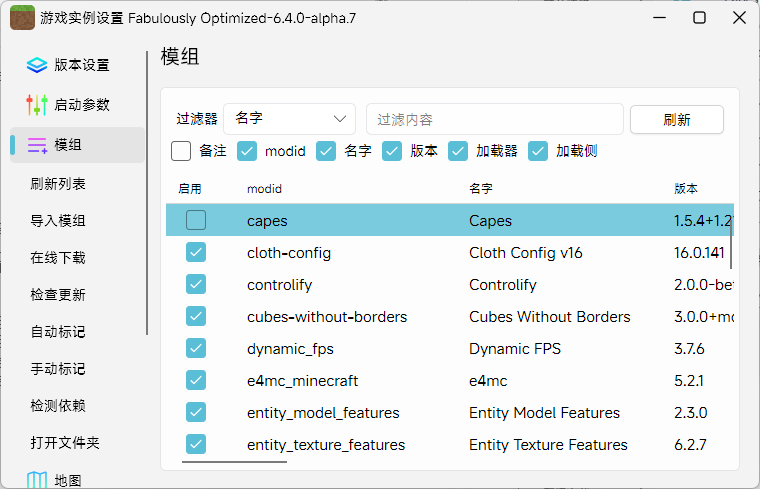 游戏实例设置 Fabulously Optimized-6.4.0-alpha.7
版本设置
启动参数
模组
刷新列表
导入模组
在线下载
检查更新
自动标记
手动标记
检测依赖
打开文件夹
地图
模组
过滤器 名字 过滤内容 刷新
备注 modid 名字 版本 加载器 加载侧
启用 modid 名字 版本
capes Capes 1.5.4+1.2
cloth-config Cloth Config v16 16.0.141
controlify Controlify 2.0.0-be
cubes-without-borders Cubes Without Borders 3.0.0+mc
dynamic_fps Dynamic FPS 3.7.6
e4mc_minecraft e4mc 5.2.1
entity_model_features Entity Model Features 2.3.0
entity_texture_features Entity Texture Features 6.2.7